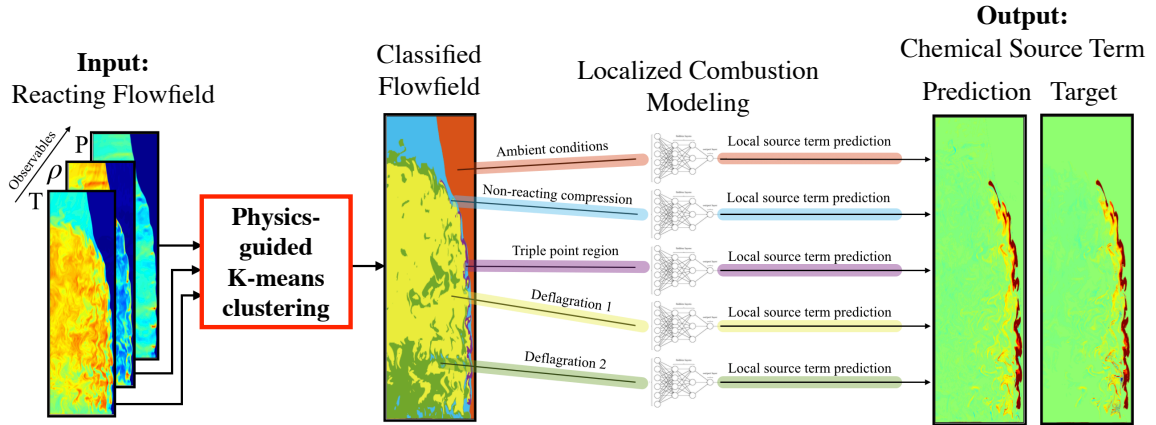 Input:
Reacting Flowfield
Observables
P
ρ
T
Physics-
guided
K-means
clustering
Classified
Flowfield
Localized Combustion
Modeling
Ambient conditions
Non-reacting compression
Triple point region
Deflagration 1
Deflagration 2
Local source term prediction
Local source term prediction
Local source term prediction
Local source term prediction
Local source term prediction
Output:
Chemical Source Term
Prediction
Target